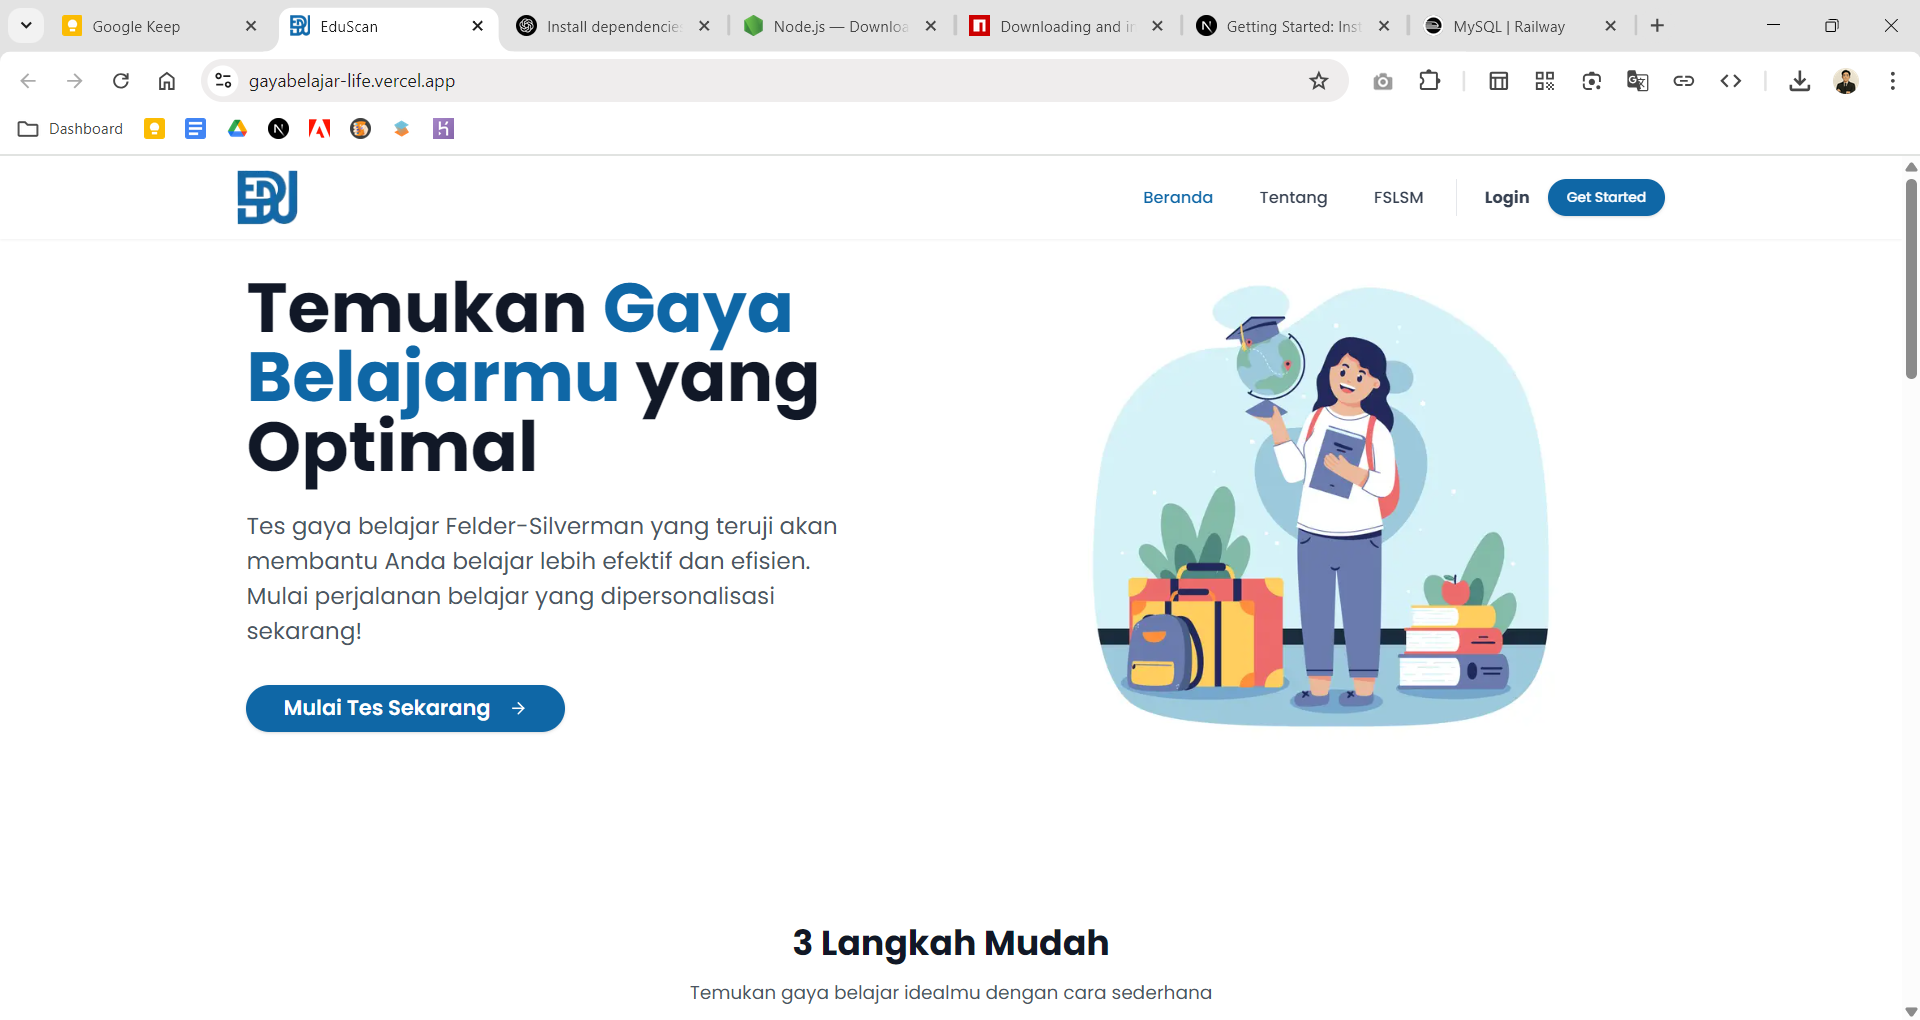 Google Keep
EduScan
Install dependencie
Node.js — Downloa
Downloading and in
Getting Started: Inst
MySQL | Railway
gayabelajar-life.vercel.app
Dashboard
EDU
Beranda
Tentang
FSLSM
Login
Get Started
Temukan Gaya
Belajarmu yang
Optimal
Tes gaya belajar Felder-Silverman yang teruji akan
membantu Anda belajar lebih efektif dan efisien.
Mulai perjalanan belajar yang dipersonalisasi
sekarang!
Mulai Tes Sekarang →
3 Langkah Mudah
Temukan gaya belajar idealmu dengan cara sederhana